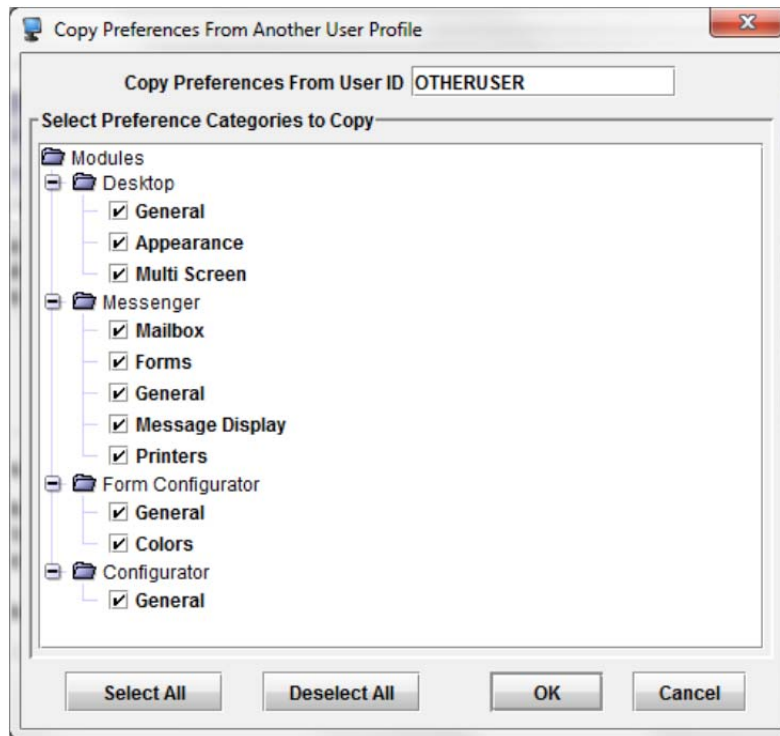 Copy Preferences From Another User Profile
Copy Preferences From User ID OTHERUSER
Select Preference Categories to Copy
Modules
Desktop
General
Appearance
Multi Screen
Messenger
Mailbox
Forms
General
Message Display
Printers
Form Configurator
General
Colors
Configurator
General
Select All Deselect All OK Cancel